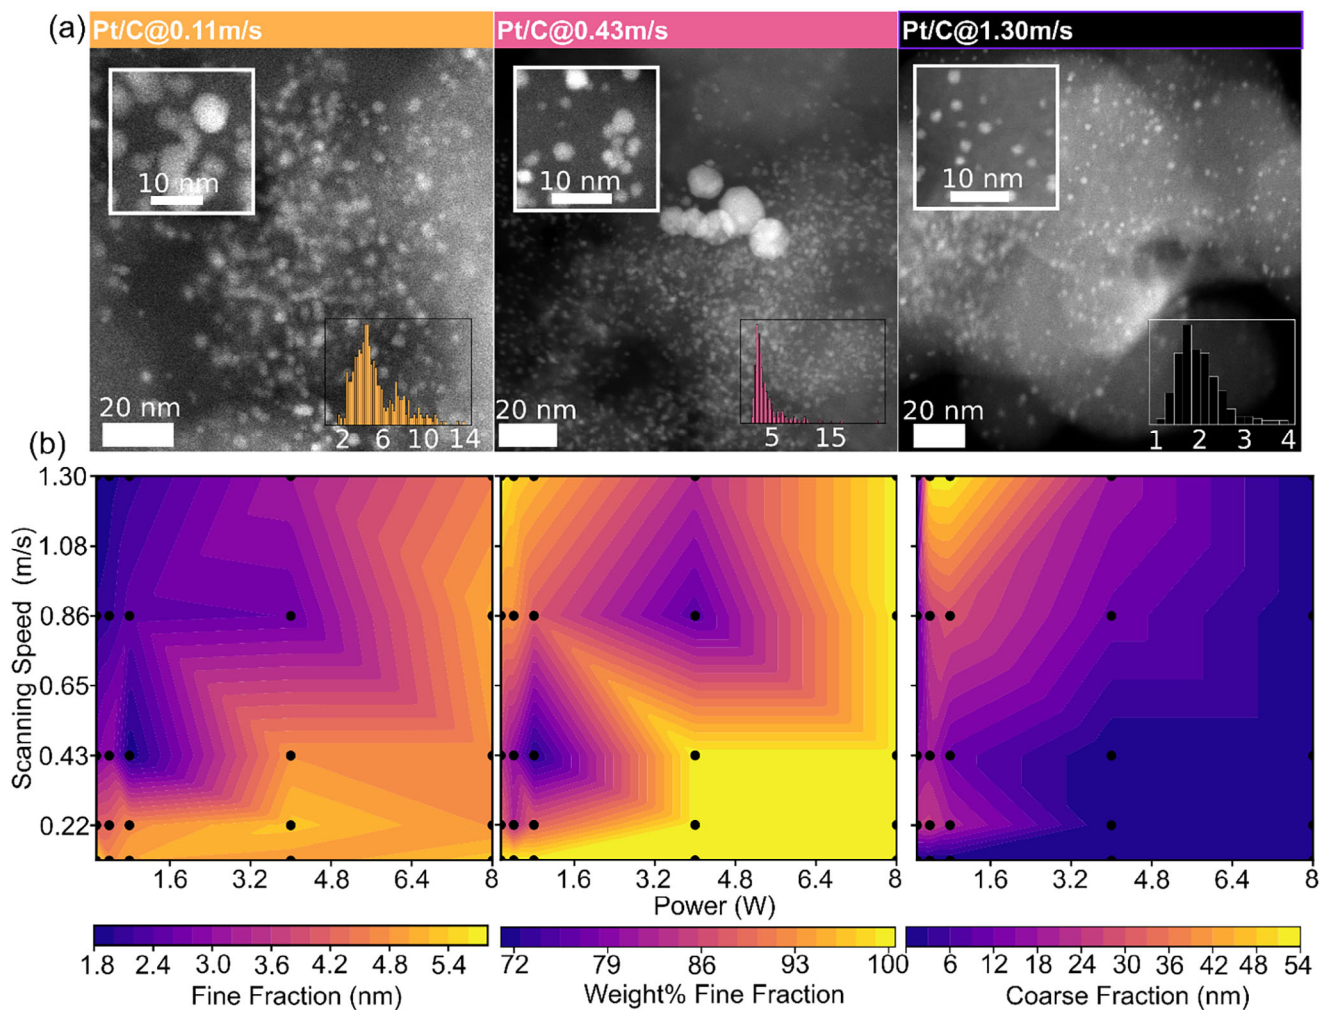 (a)
Pt/C@0.11m/s
Pt/C@0.43m/s
Pt/C@1.30m/s
10 nm
10 nm
10 nm
20 nm
20 nm
20 nm
2 6 10 14
5 15
1 2 3 4
(b)
1.30
1.08
0.86
0.65
0.43
0.22
Scanning Speed (m/s)
1.6 3.2 4.8 6.4 8
1.6 3.2 4.8 6.4 8
1.6 3.2 4.8 6.4 8
Power (W)
1.8 2.4 3.0 3.6 4.2 4.8 5.4
Fine Fraction (nm)
72 79 86 93 100
Weight% Fine Fraction
6 12 18 24 30 36 42 48 54
Coarse Fraction (nm)